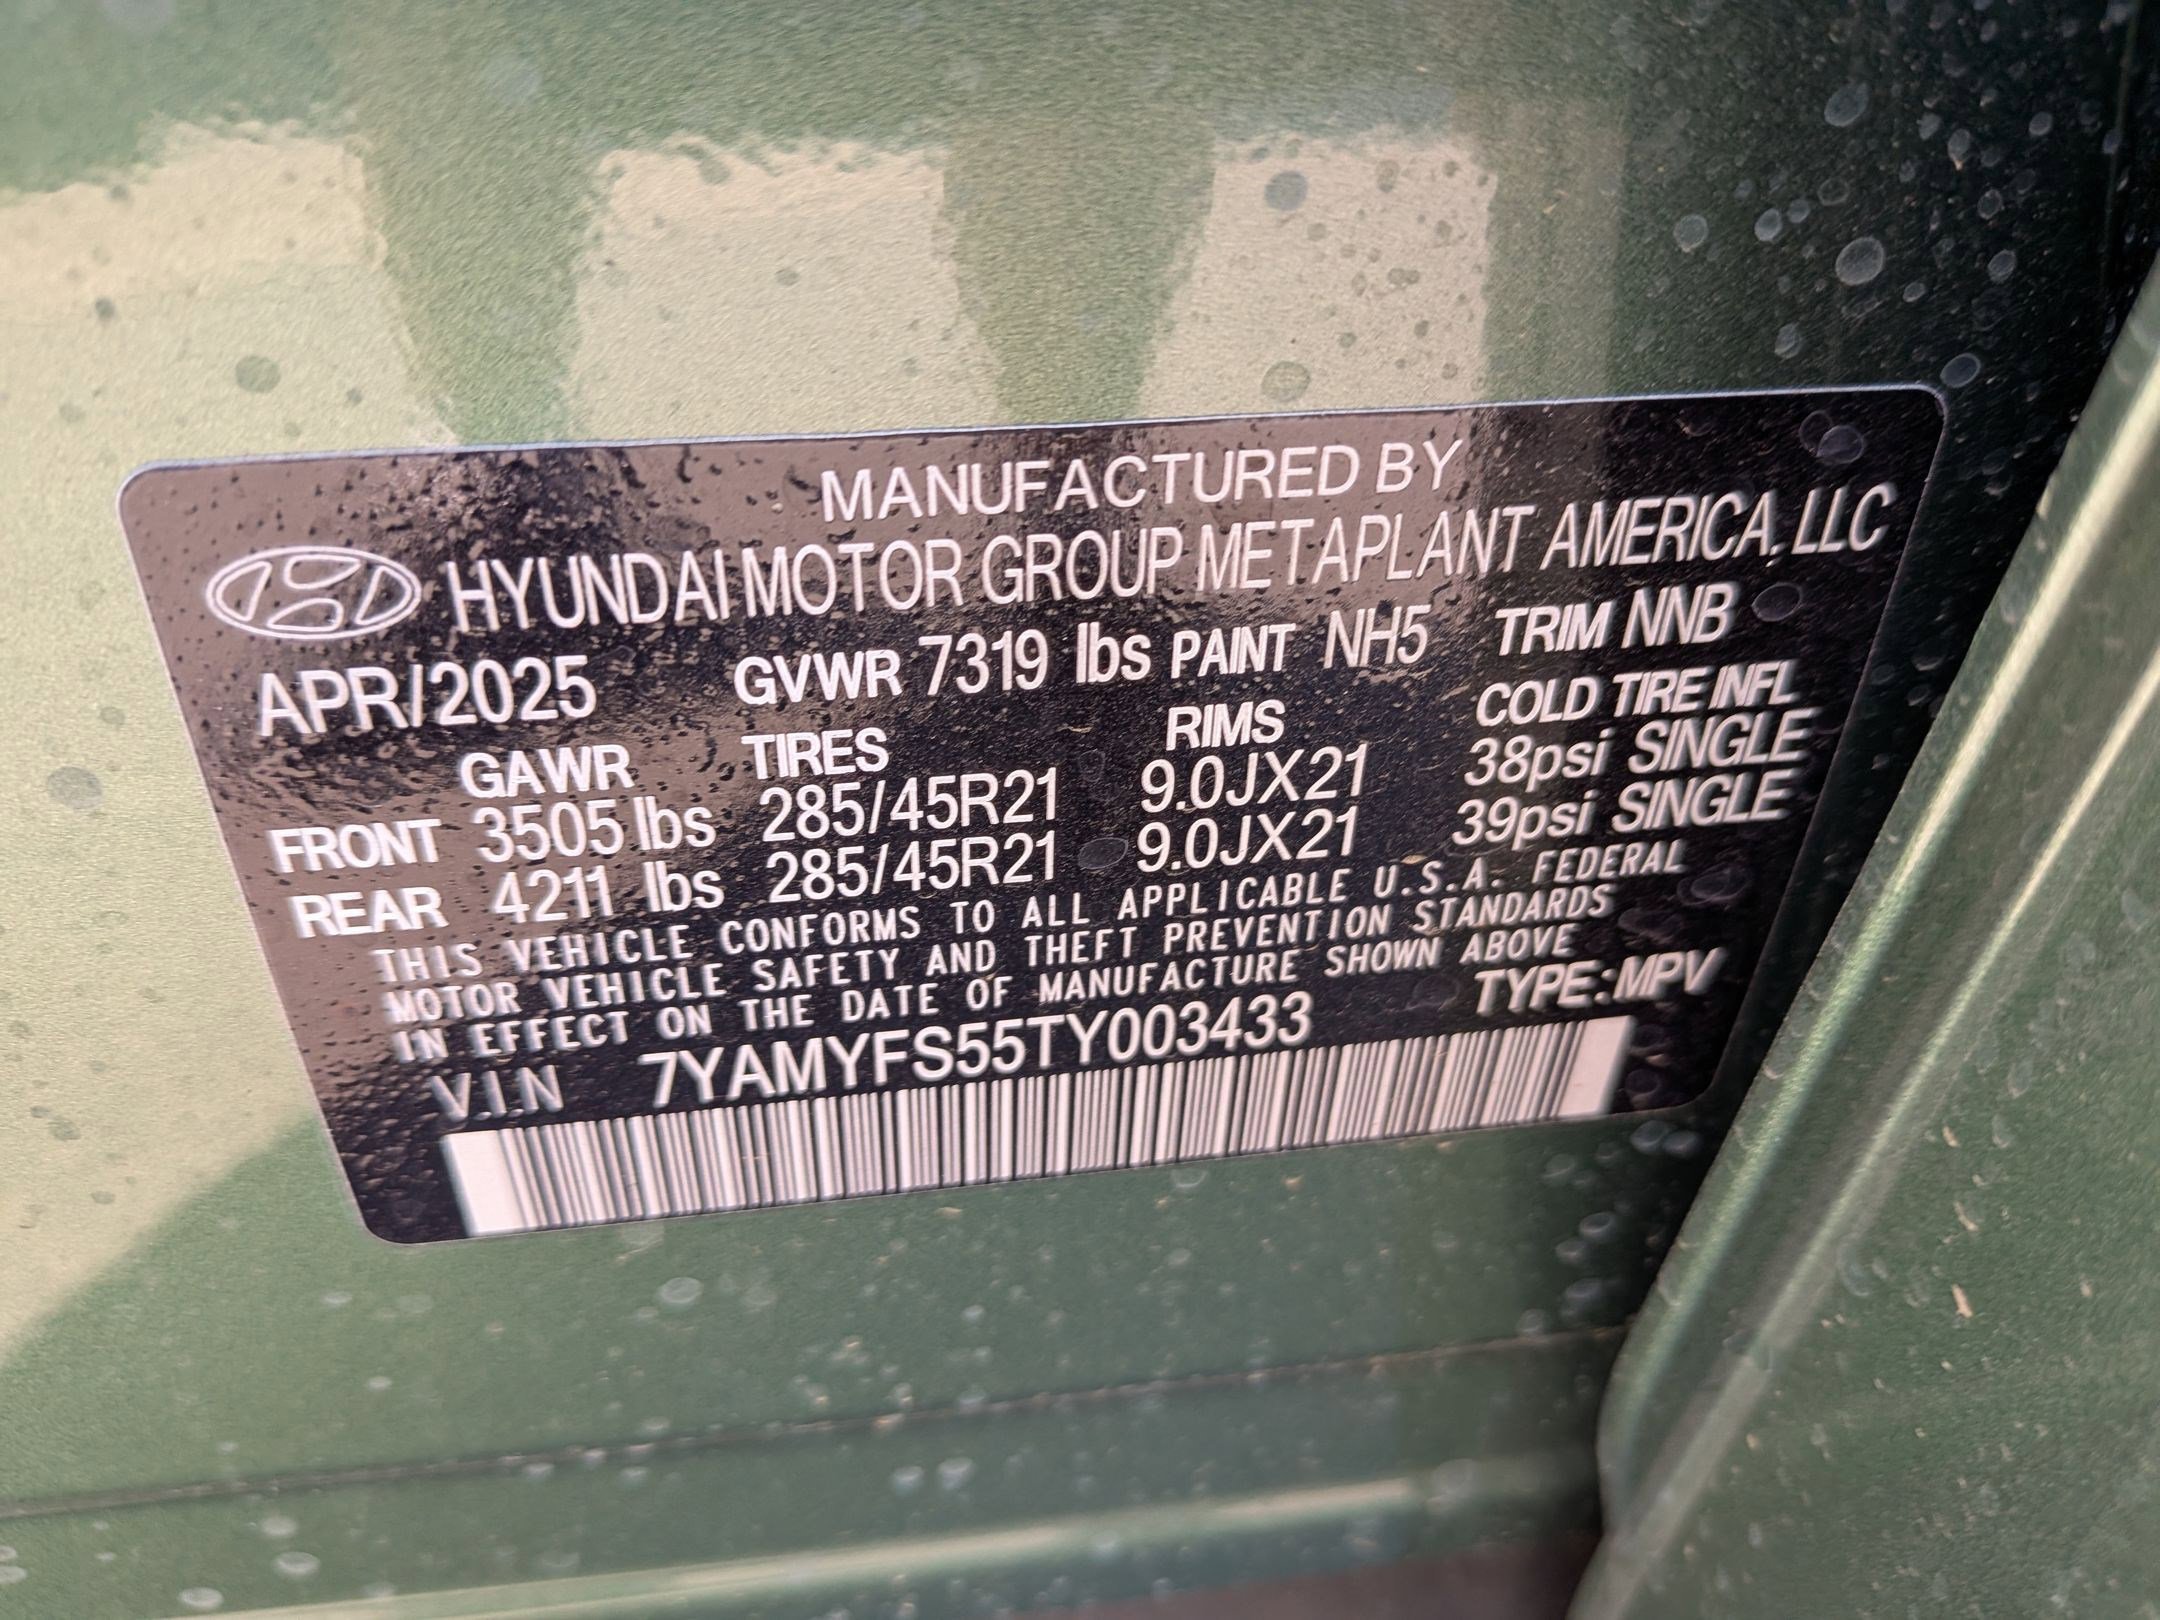 MANUFACTURED BY
HYUNDAI MOTOR GROUP METAPLANT AMERICA, LLC
APR/2025 GVWR 7319 lbs PAINT NH5 TRIM NNB
GAWR TIRES RIMS COLD TIRE INFL
FRONT 3505 lbs 285/45R21 9.0JX21 38psi SINGLE
REAR 4211 lbs 285/45R21 9.0JX21 39psi SINGLE
THIS VEHICLE CONFORMS TO ALL APPLICABLE U.S.A. FEDERAL
MOTOR VEHICLE SAFETY AND THEFT PREVENTION STANDARDS
IN EFFECT ON THE DATE OF MANUFACTURE SHOWN ABOVE
V.I.N 7YAMYFS55TY003433 TYPE:MPV